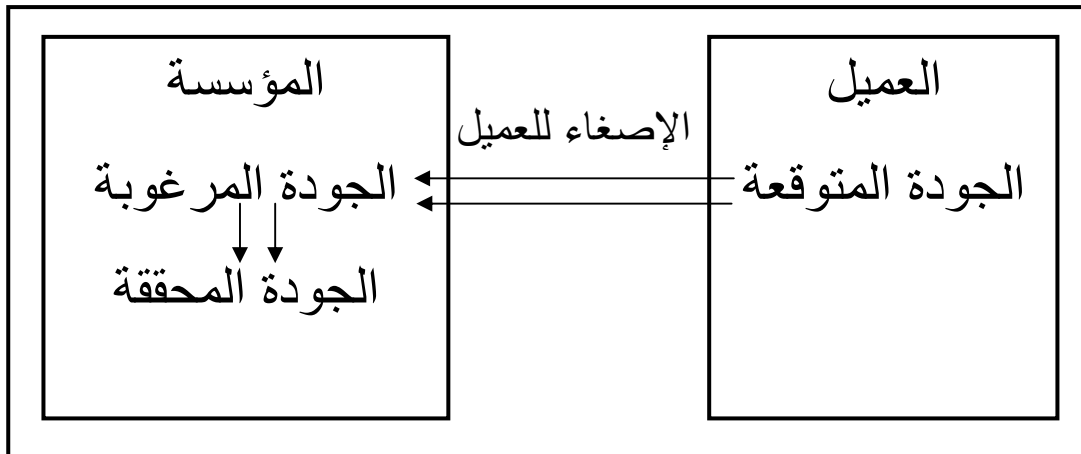 العميل
المؤسسة
الإصغاء للعميل
الجودة المتوقعة
الجودة المرغوبة
الجودة المحققة